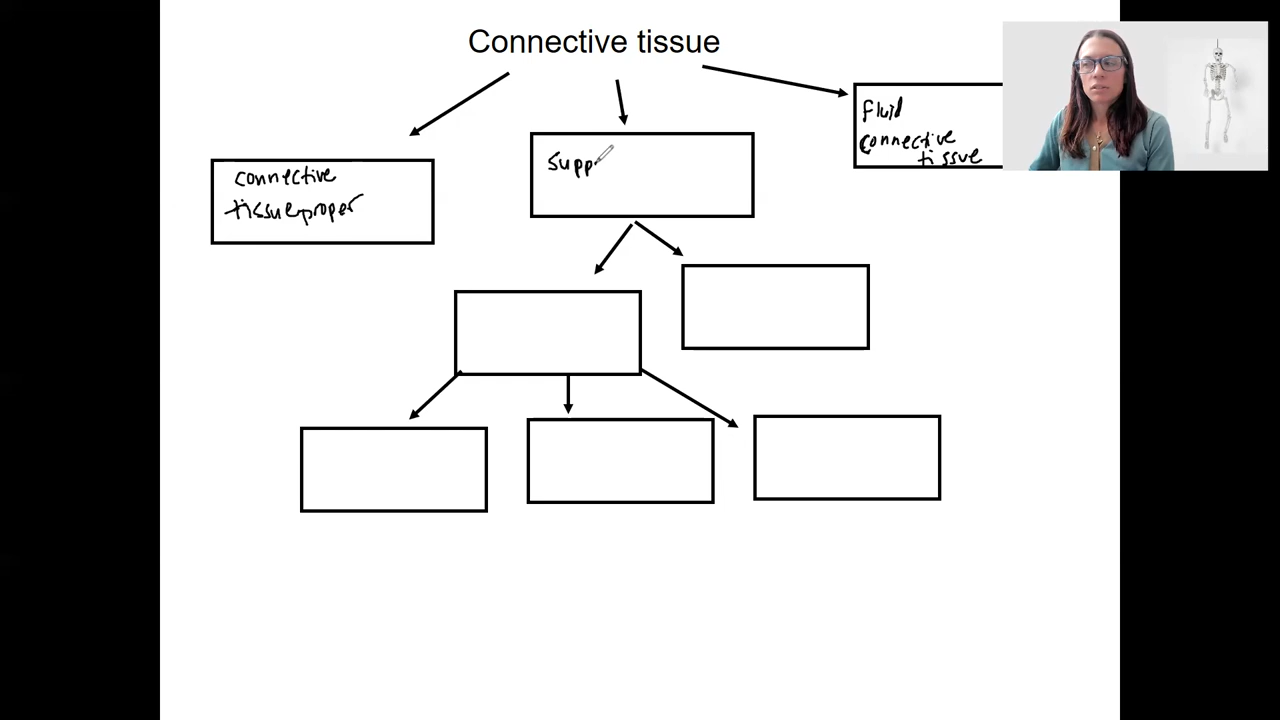 Connective tissue
connective
tissue proper
Supp
fluid
connective
tissue